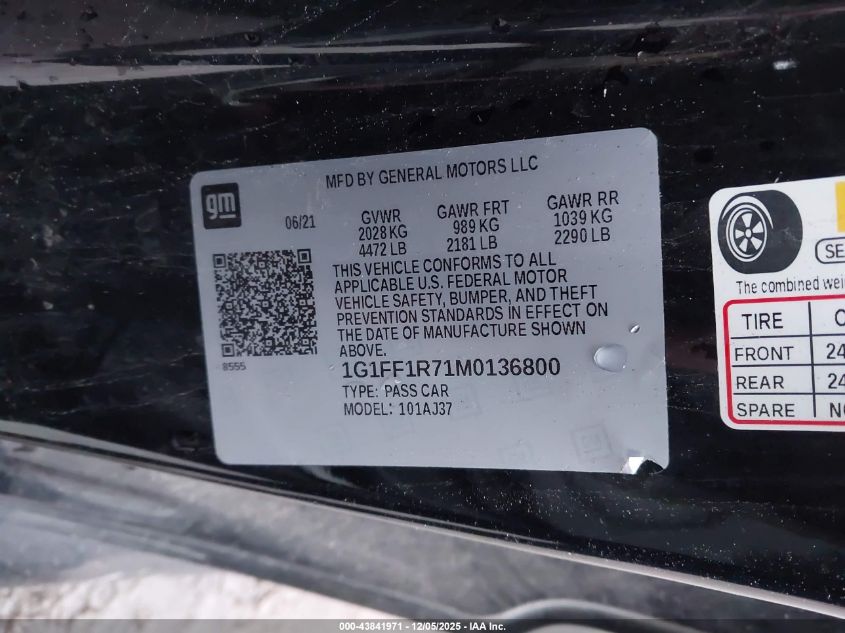 MFD BY GENERAL MOTORS LLC
gm
06/21
GVWR
2028 KG
4472 LB
GAWR FRT
989 KG
2181 LB
GAWR RR
1039 KG
2290 LB
THIS VEHICLE CONFORMS TO ALL
APPLICABLE U.S. FEDERAL MOTOR
VEHICLE SAFETY, BUMPER, AND THEFT
PREVENTION STANDARDS IN EFFECT ON
THE DATE OF MANUFACTURE SHOWN
ABOVE.
8555
1G1FF1R71M0136800
TYPE: PASS CAR
MODEL: 101AJ37
The combined
TIRE
FRONT 24
REAR 24
SPARE
000-43841971 - 12/05/2025 - IAA Inc.